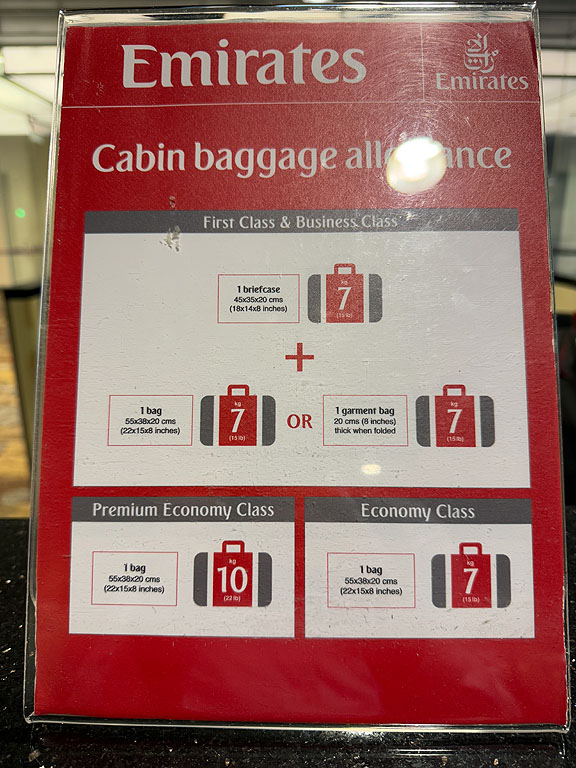 Emirates
Emirates
Cabin baggage
First Class & Business Class
1 briefcase
45x35x20 cms
(18x14x8 inches)
kg
7
(15 lb)
+
1 bag
55x38x20 cms
(22x15x8 inches)
kg
7
(15 lb)
OR
1 garment bag
20 cms (8 inches)
thick when folded
kg
7
(15 lb)
Premium Economy Class
1 bag
55x38x20 cms
(22x15x8 inches)
kg
10
(22 lb)
Economy Class
1 bag
55x38x20 cms
(22x15x8 inches)
kg
7
(15 lb)